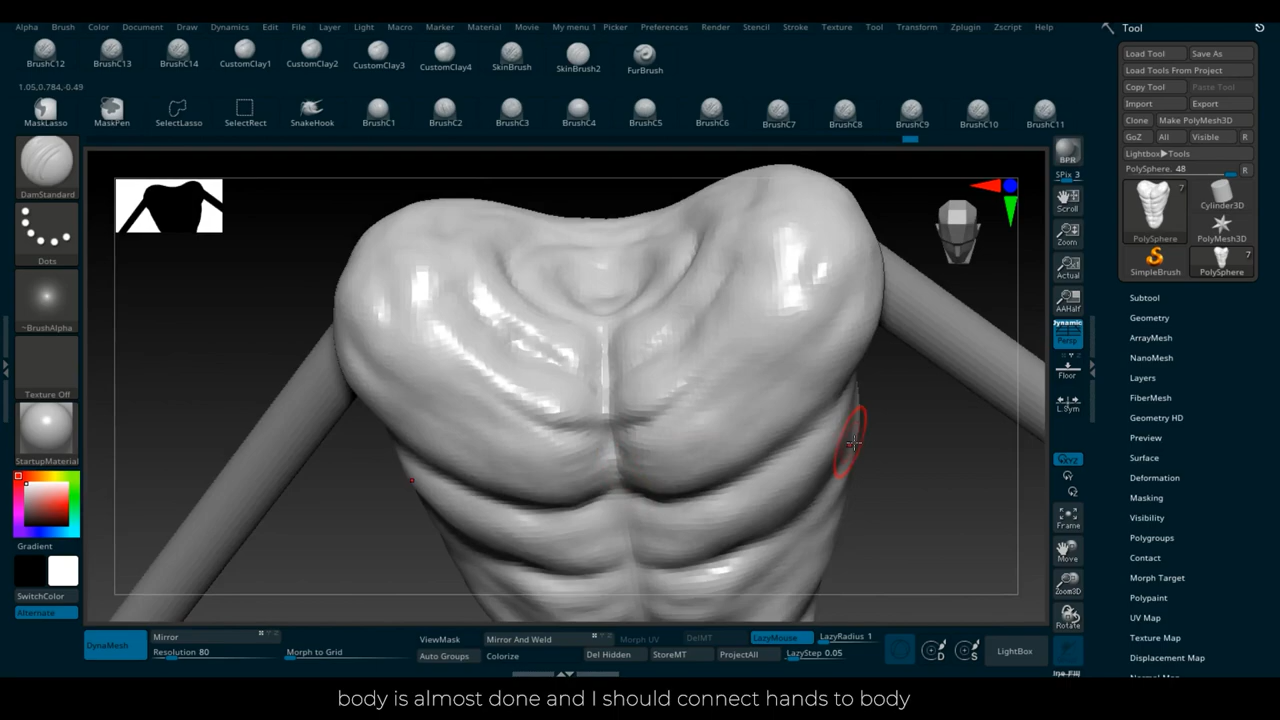 Alpha Brush Color Document Draw Dynamics Edit File Layer Light Macro Marker Material Movie My menu 1 Picker Preferences Render Stencil Stroke Texture Tool Transform Zplugin Zscript Help
Tool
BrushC12 BrushC13 BrushC14 CustomClay1 CustomClay2 CustomClay3 CustomClay4 SkinBrush SkinBrush2 FurBrush
Load Tool Save As
Load Tools From Project
Copy Tool Paste Tool
Import Export
1.05,0.784,-0.49
MaskLasso MaskPen SelectLasso SelectRect SnakeHook BrushC1 BrushC2 BrushC3 BrushC4 BrushC5 BrushC6 BrushC7 BrushC8 BrushC9 BrushC10 BrushC11
Clone Make PolyMesh3D
GoZ All Visible R
Lightbox▶Tools
PolySphere. 48 R
7
Cylinder3D
PolySphere PolyMesh3D
7
SimpleBrush PolySphere
DamStandard
Dots
~BrushAlpha
Texture Off
StartupMaterial
Gradient
SwitchColor
Alternate
BPR
SPix 3
Scroll
Zoom
Actual
AAHalf
Dynamic
Persp
Floor
L.Sym
XYZ
Frame
Move
Zoom3D
Rotate
Subtool
Geometry
ArrayMesh
NanoMesh
Layers
FiberMesh
Geometry HD
Preview
Surface
Deformation
Masking
Visibility
Polygroups
Contact
Morph Target
Polypaint
UV Map
Texture Map
Displacement Map
DynaMesh
Mirror
Resolution 80
Morph to Grid
ViewMask Mirror And Weld Morph UV DelMT LazyMouse LazyRadius 1
Auto Groups Colorize Del Hidden StoreMT ProjectAll LazyStep 0.05
D S
LightBox
body is almost done and I should connect hands to body